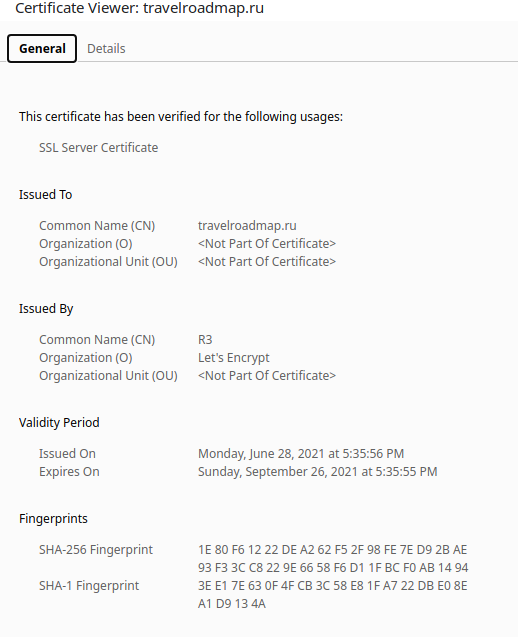 Certificate Viewer: travelroadmap.ru
General Details
This certificate has been verified for the following usages:
SSL Server Certificate
Issued To
Common Name (CN) travelroadmap.ru
Organization (O) <Not Part Of Certificate>
Organizational Unit (OU) <Not Part Of Certificate>
Issued By
Common Name (CN) R3
Organization (O) Let's Encrypt
Organizational Unit (OU) <Not Part Of Certificate>
Validity Period
Issued On Monday, June 28, 2021 at 5:35:56 PM
Expires On Sunday, September 26, 2021 at 5:35:55 PM
Fingerprints
SHA-256 Fingerprint 1E 80 F6 12 22 DE A2 62 F5 2F 98 FE 7E D9 2B AE
93 F3 3C C8 22 9E 66 58 F6 D1 1F BC F0 AB 14 94
SHA-1 Fingerprint 3E E1 7E 63 0F 4F CB 3C 58 E8 1F A7 22 DB E0 8E
A1 D9 13 4A